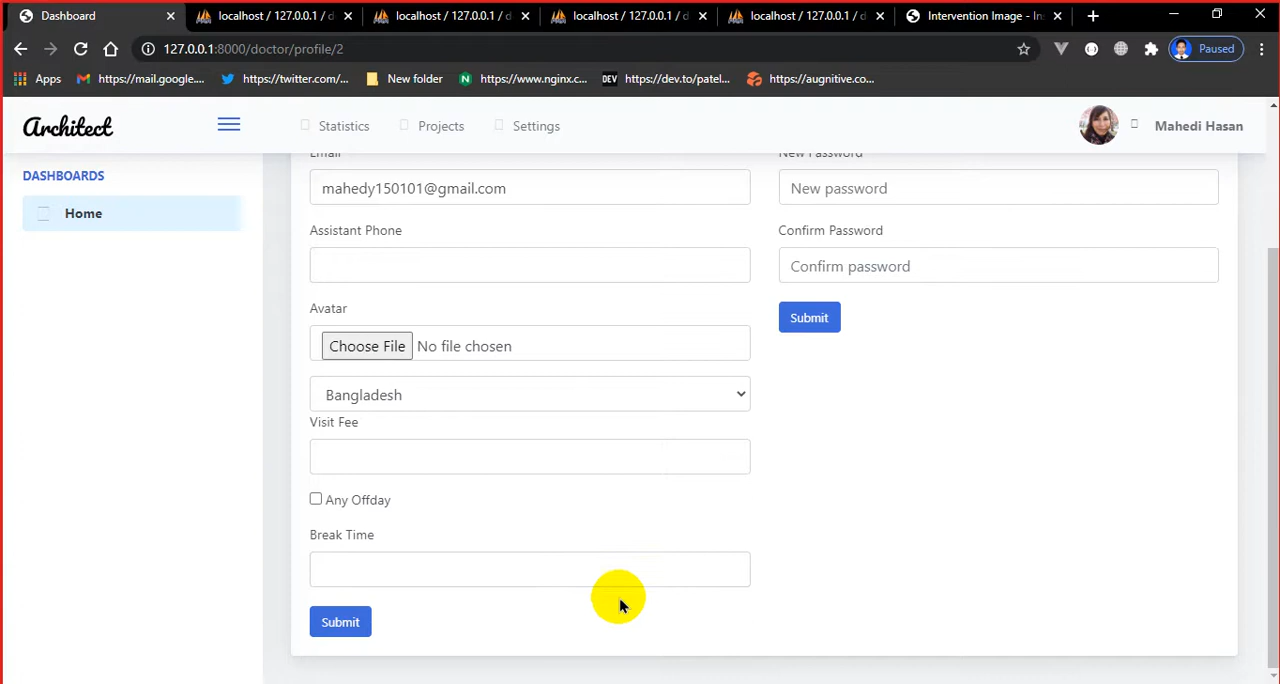 Dashboard
localhost / 127.0.0.1 / d
localhost / 127.0.0.1 / d
localhost / 127.0.0.1 / d
localhost / 127.0.0.1 / d
Intervention Image - In
127.0.0.1:8000/doctor/profile/2
Paused
Apps
https://mail.google....
https://twitter.com/...
New folder
https://www.nginx.c...
DEV
https://dev.to/patel...
https://augnitive.co...
Architect
Statistics
Projects
Settings
Mahedi Hasan
DASHBOARDS
Home
Email
mahedy150101@gmail.com
Assistant Phone
Avatar
Choose File No file chosen
Bangladesh
Visit Fee
Any Offday
Break Time
Submit
New Password
New password
Confirm Password
Confirm password
Submit